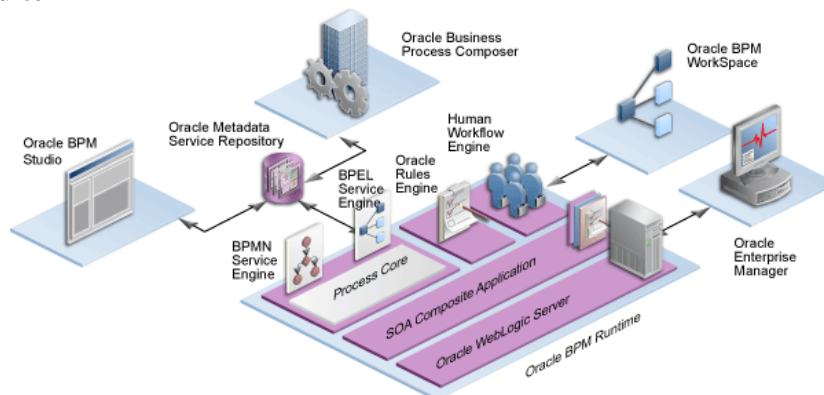 Oracle Business
Process Composer
Oracle BPM
WorkSpace
Oracle Metadata
Service Repository
Human
Workflow
Engine
Oracle BPM
Studio
BPEL
Service
Engine
Oracle
Rules
Engine
BPMN
Service
Engine
Oracle
Enterprise
Manager
Process Core
SOA Composite Application
Oracle WebLogic Server
Oracle BPM Runtime